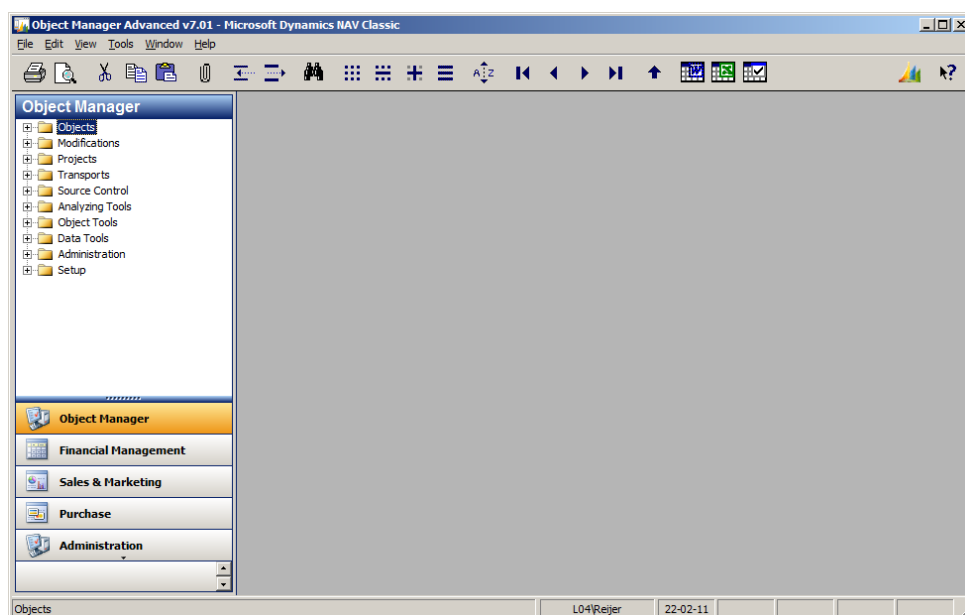 Object Manager Advanced v7.01 - Microsoft Dynamics NAV Classic
File Edit View Tools Window Help
A Z W X ?
Object Manager
Objects
Modifications
Projects
Transports
Source Control
Analyzing Tools
Object Tools
Data Tools
Administration
Setup
Object Manager
Financial Management
Sales & Marketing
Purchase
Administration
Objects L04\Reijer 22-02-11